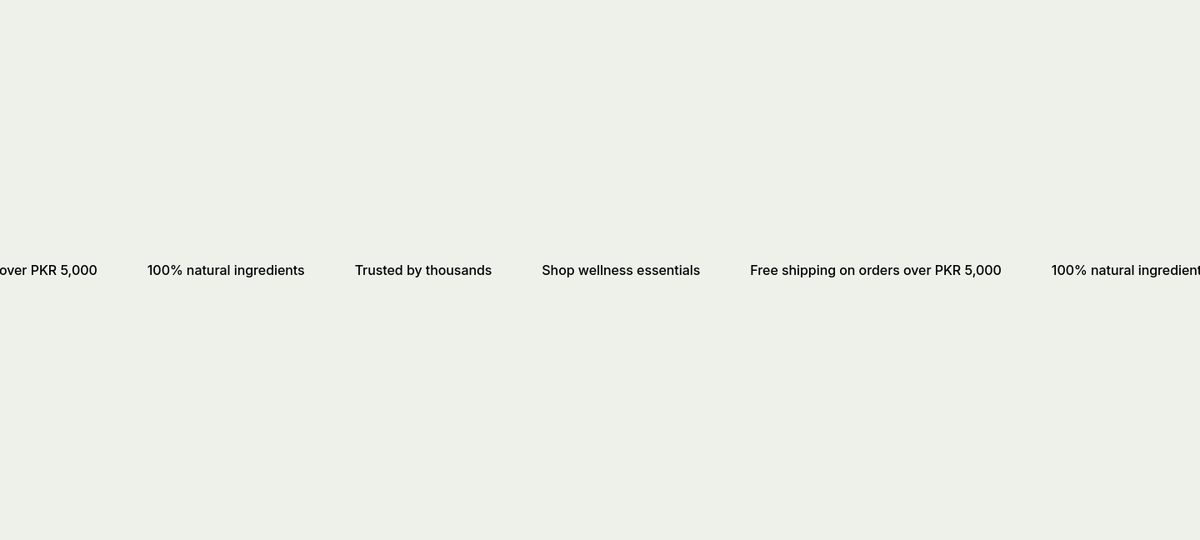 over PKR 5,000 100% natural ingredients Trusted by thousands Shop wellness essentials Free shipping on orders over PKR 5,000 100% natural ingredient